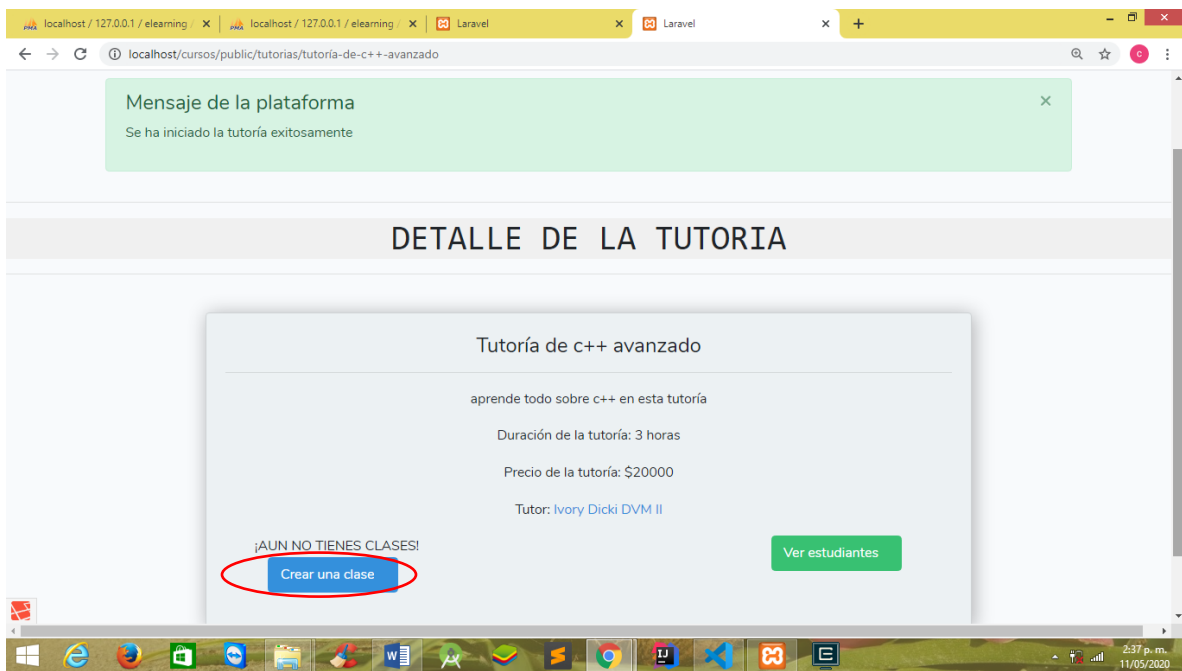 localhost / 127.0.0.1 / elearning /
localhost / 127.0.0.1 / elearning /
Laravel
Laravel
localhost/cursos/public/tutorias/tutoría-de-c++-avanzado
c
Mensaje de la plataforma
Se ha iniciado la tutoría exitosamente
DETALLE DE LA TUTORIA
Tutoría de c++ avanzado
aprende todo sobre c++ en esta tutoría
Duración de la tutoría: 3 horas
Precio de la tutoría: $20000
Tutor: Ivory Dicki DVM II
¡AUN NO TIENES CLASES!
Ver estudiantes
Crear una clase
2:37 p. m.
11/05/2020